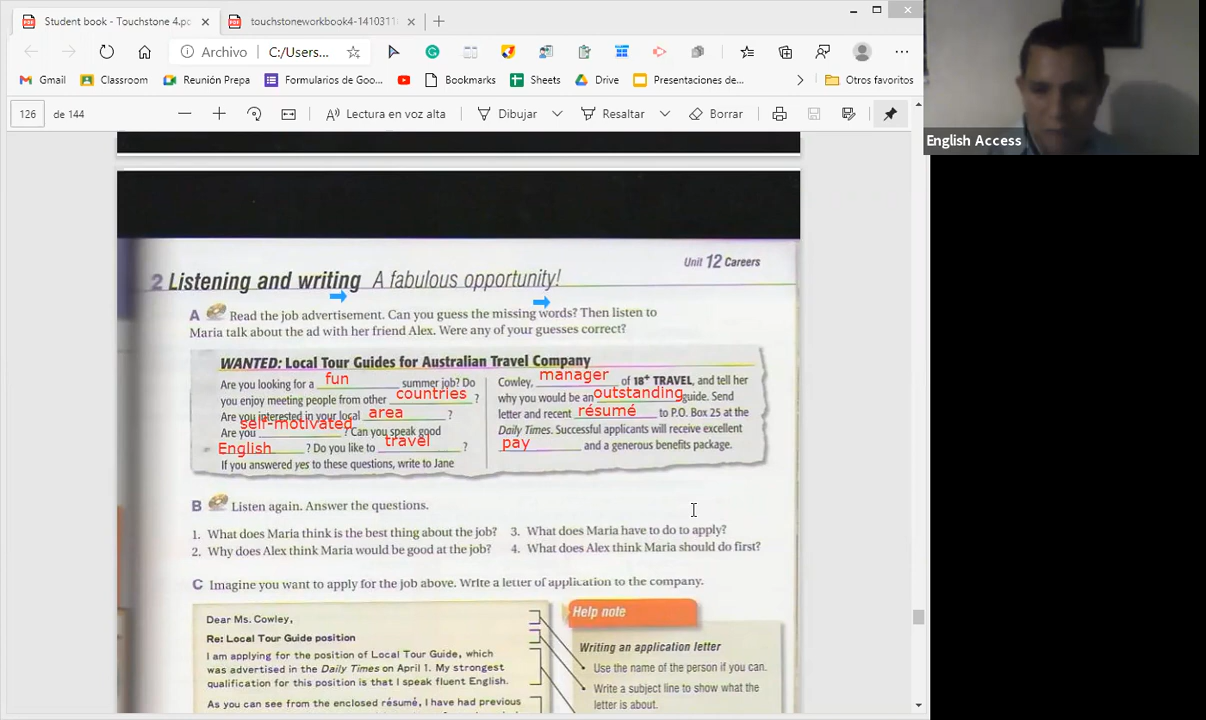 Student book - Touchstone 4.p
touchstoneworkbook4-1410311
Archivo
C:/Users...
Gmail
Classroom
Reunión Prepa
Formularios de Goo...
Bookmarks
Sheets
Drive
Presentaciones de...
Otros favoritos
126
de 144
Lectura en voz alta
Dibujar
Resaltar
Borrar
English Access
Unit 12 Careers
2 Listening and writing A fabulous opportunity!
A Read the job advertisement. Can you guess the missing words? Then listen to
Maria talk about the ad with her friend Alex. Were any of your guesses correct?
WANTED: Local Tour Guides for Australian Travel Company
Are you looking for a fun summer job? Do
you enjoy meeting people from other countries ?
Are you interested in your local area ?
Are you self-motivated ? Can you speak good
English ? Do you like to travel ?
If you answered yes to these questions, write to Jane
Cowley, manager of 18+ TRAVEL, and tell her
why you would be an outstanding guide. Send
letter and recent résumé to P.O. Box 25 at the
Daily Times. Successful applicants will receive excellent
pay and a generous benefits package.
B Listen again. Answer the questions.
1. What does Maria think is the best thing about the job?
2. Why does Alex think Maria would be good at the job?
3. What does Maria have to do to apply?
4. What does Alex think Maria should do first?
C Imagine you want to apply for the job above. Write a letter of application to the company.
Dear Ms. Cowley,
Re: Local Tour Guide position
I am applying for the position of Local Tour Guide, which
was advertised in the Daily Times on April 1. My strongest
qualification for this position is that I speak fluent English.
As you can see from the enclosed résumé, I have had previous
Help note
Writing an application letter
Use the name of the person if you can.
Write a subject line to show what the
letter is about.